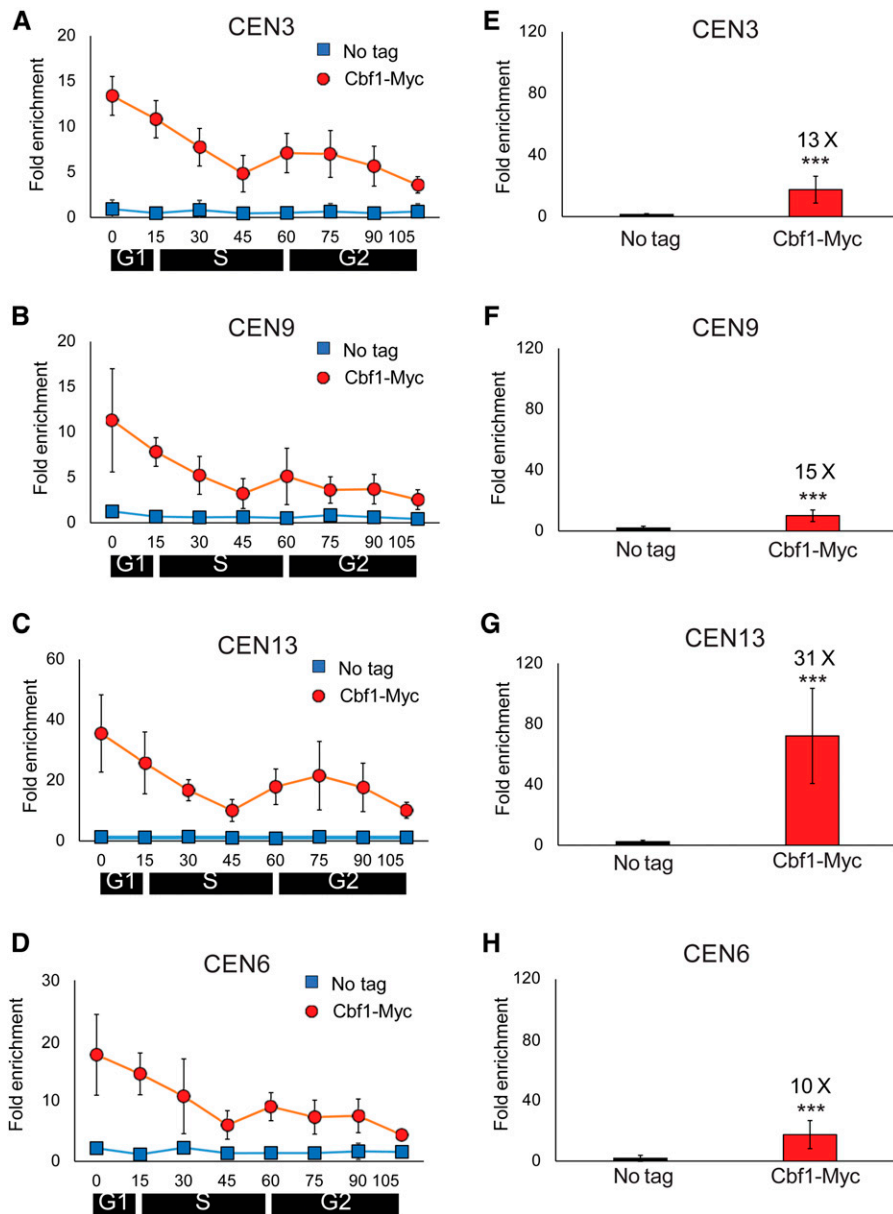 A
CEN3
20
15
10
5
0
Fold enrichment
No tag
Cbf1-Myc
0 15 30 45 60 75 90 105
G1 S G2
B
CEN9
20
15
10
5
0
Fold enrichment
No tag
Cbf1-Myc
0 15 30 45 60 75 90 105
G1 S G2
C
CEN13
60
40
20
0
Fold enrichment
No tag
Cbf1-Myc
0 15 30 45 60 75 90 105
G1 S G2
D
CEN6
30
20
10
0
Fold enrichment
No tag
Cbf1-Myc
0 15 30 45 60 75 90 105
G1 S G2
E
CEN3
120
80
40
0
Fold enrichment
13 X
***
No tag Cbf1-Myc
F
CEN9
120
80
40
0
Fold enrichment
15 X
***
No tag Cbf1-Myc
G
CEN13
120
80
40
0
Fold enrichment
31 X
***
No tag Cbf1-Myc
H
CEN6
120
80
40
0
Fold enrichment
10 X
***
No tag Cbf1-Myc